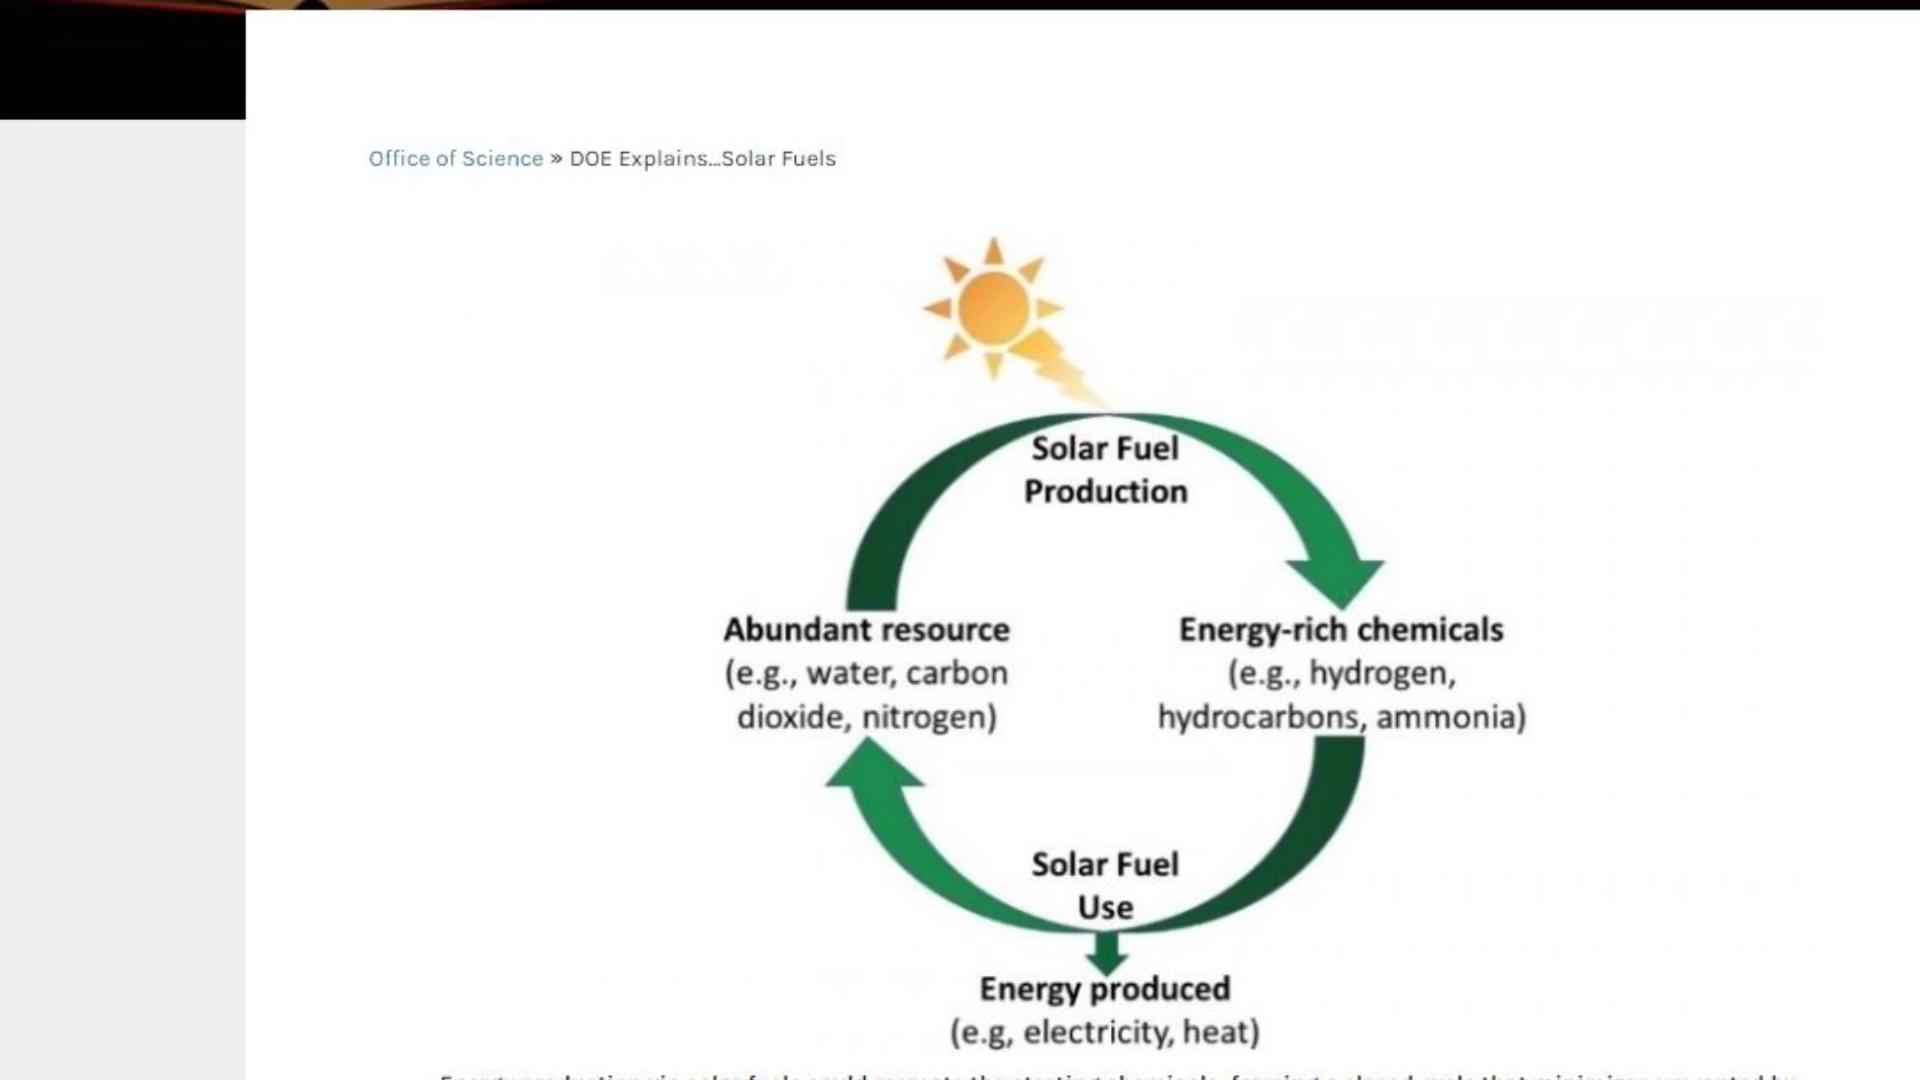 Office of Science » DOE Explains...Solar Fuels
Solar Fuel
Production
Abundant resource
(e.g., water, carbon
dioxide, nitrogen)
Energy-rich chemicals
(e.g., hydrogen,
hydrocarbons, ammonia)
Solar Fuel
Use
Energy produced
(e.g, electricity, heat)